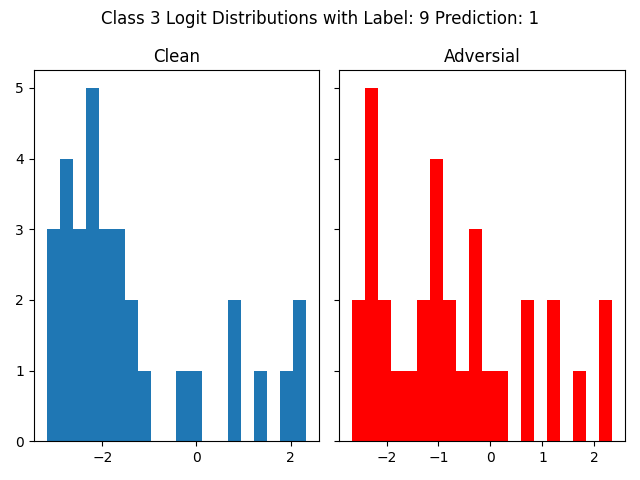 Class 3 Logit Distributions with Label: 9 Prediction: 1
Clean
Adversial
5
4
3
2
1
0
−2 0 2
−2 −1 0 1 2